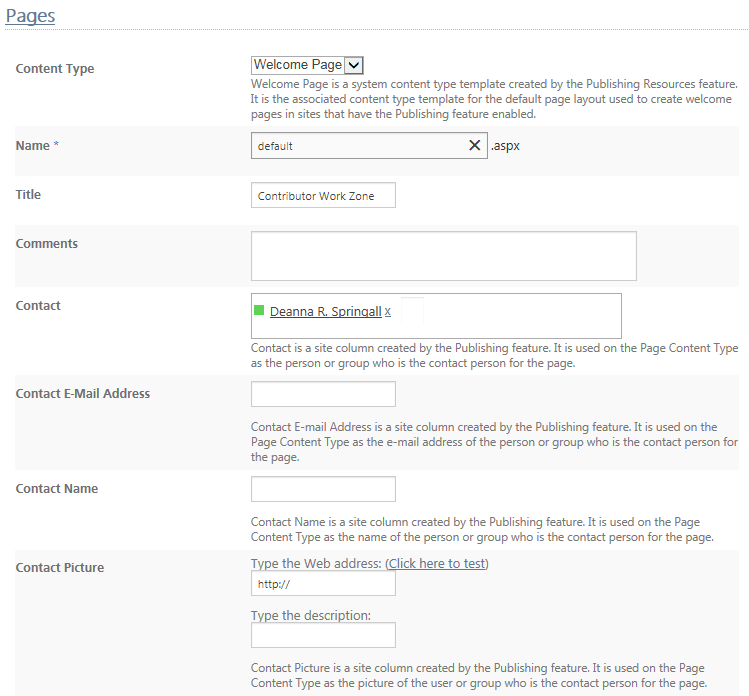 Pages
Content Type
Welcome Page
Welcome Page is a system content type template created by the Publishing Resources feature.
It is the associated content type template for the default page layout used to create welcome
pages in sites that have the Publishing feature enabled.
Name *
default
.aspx
Title
Contributor Work Zone
Comments
Contact
Deanna R. Springall x
Contact is a site column created by the Publishing feature. It is used on the Page Content Type
as the person or group who is the contact person for the page.
Contact E-Mail Address
Contact E-mail Address is a site column created by the Publishing feature. It is used on the
Page Content Type as the e-mail address of the person or group who is the contact person for
the page.
Contact Name
Contact Name is a site column created by the Publishing feature. It is used on the Page
Content Type as the name of the person or group who is the contact person for the page.
Contact Picture
Type the Web address: (Click here to test)
http://
Type the description:
Contact Picture is a site column created by the Publishing feature. It is used on the Page
Content Type as the picture of the user or group who is the contact person for the page.